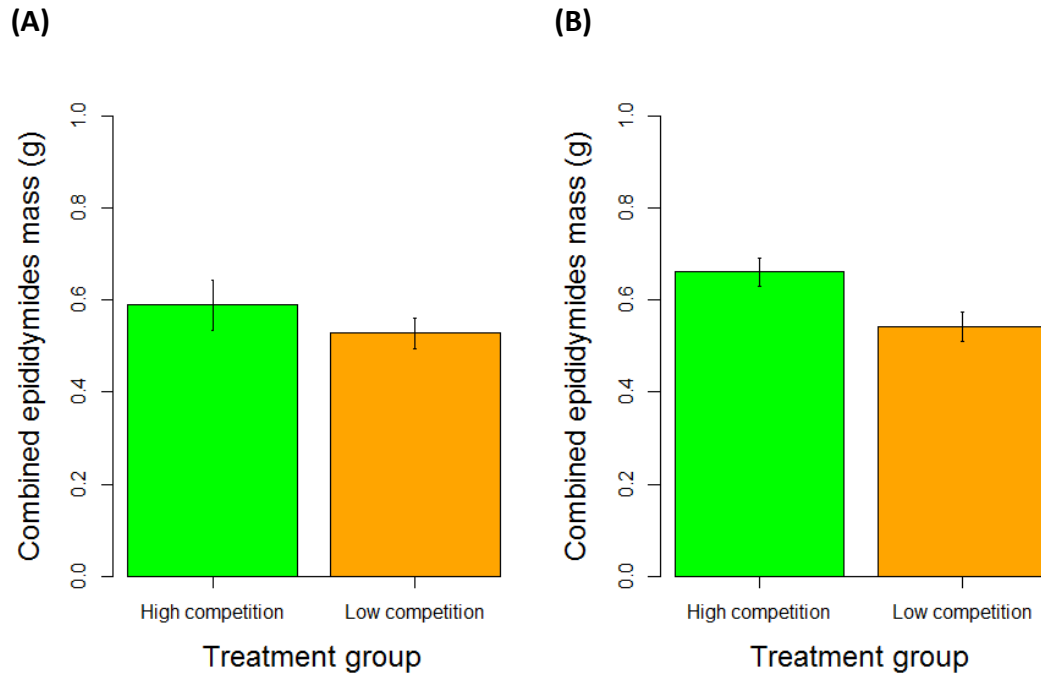 (A)
Combined epididymides mass (g)
1.0
0.8
0.6
0.4
0.2
0.0
High competition
Low competition
Treatment group
(B)
Combined epididymides mass (g)
1.0
0.8
0.6
0.4
0.2
0.0
High competition
Low competition
Treatment group